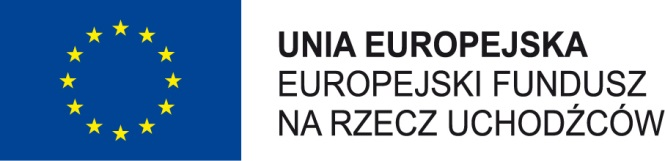 UNIA EUROPEJSKA
EUROPEJSKI FUNDUSZ
NA RZECZ UCHODŹCÓW